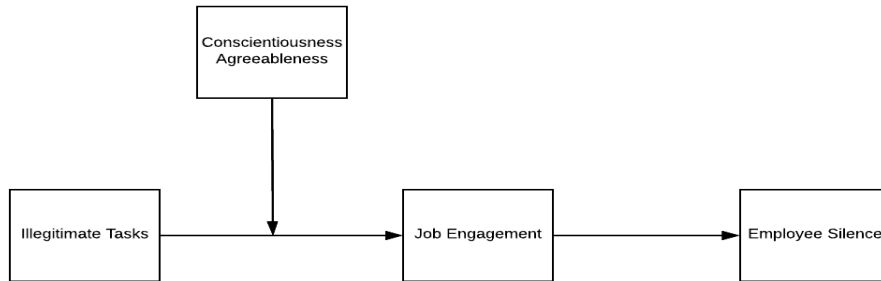 Conscientiousness
Agreeableness
Illegitimate Tasks
Job Engagement
Employee Silence